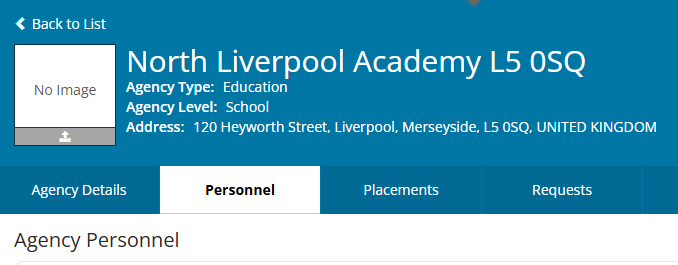 Back to List
North Liverpool Academy L5 0SQ
No Image
Agency Type: Education
Agency Level: School
Address: 120 Heyworth Street, Liverpool, Merseyside, L5 0SQ, UNITED KINGDOM
Agency Details Personnel Placements Requests
Agency Personnel